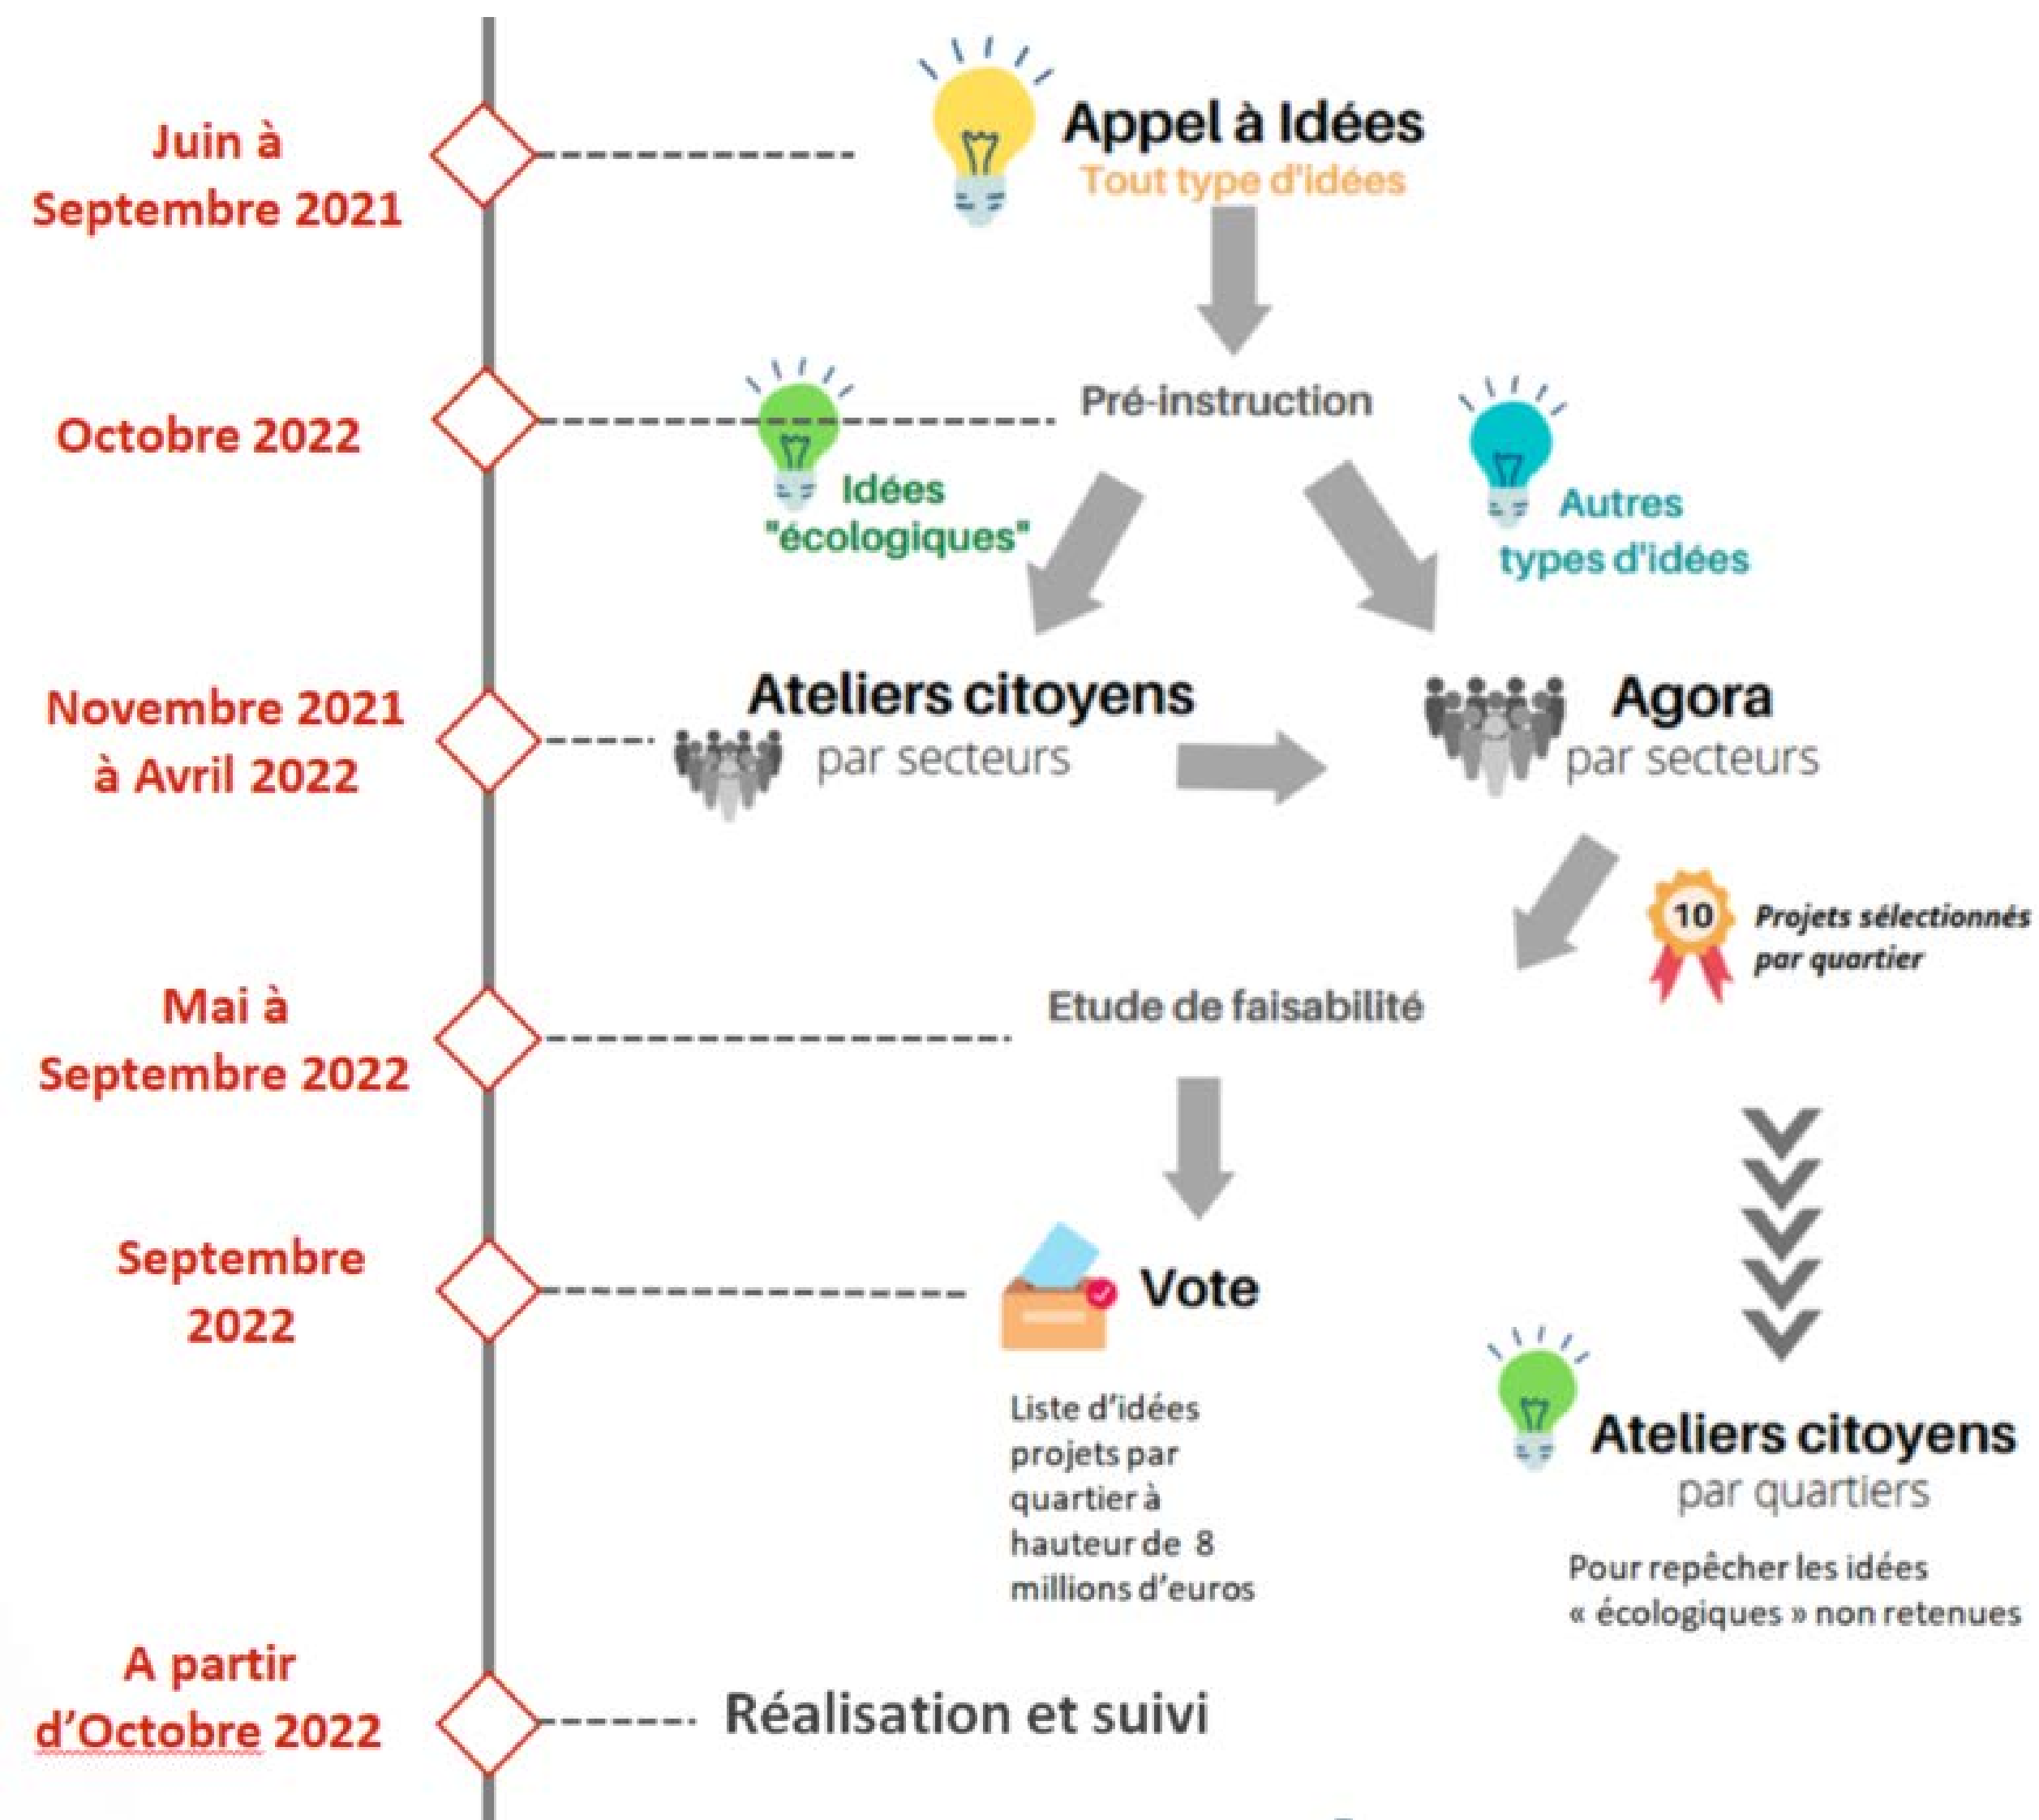 Juin à
Septembre 2021
Appel à Idées
Tout type d'idées
Octobre 2022
Pré-instruction
Idées
"écologiques"
Autres
types d'idées
Novembre 2021
à Avril 2022
Ateliers citoyens
par secteurs
Agora
par secteurs
10
Projets sélectionnés
par quartier
Mai à
Septembre 2022
Etude de faisabilité
Septembre
2022
Vote
Liste d’idées
projets par
quartier à
hauteur de 8
millions d’euros
Ateliers citoyens
par quartiers
Pour repêcher les idées
« écologiques » non retenues
A partir
d’Octobre 2022
Réalisation et suivi